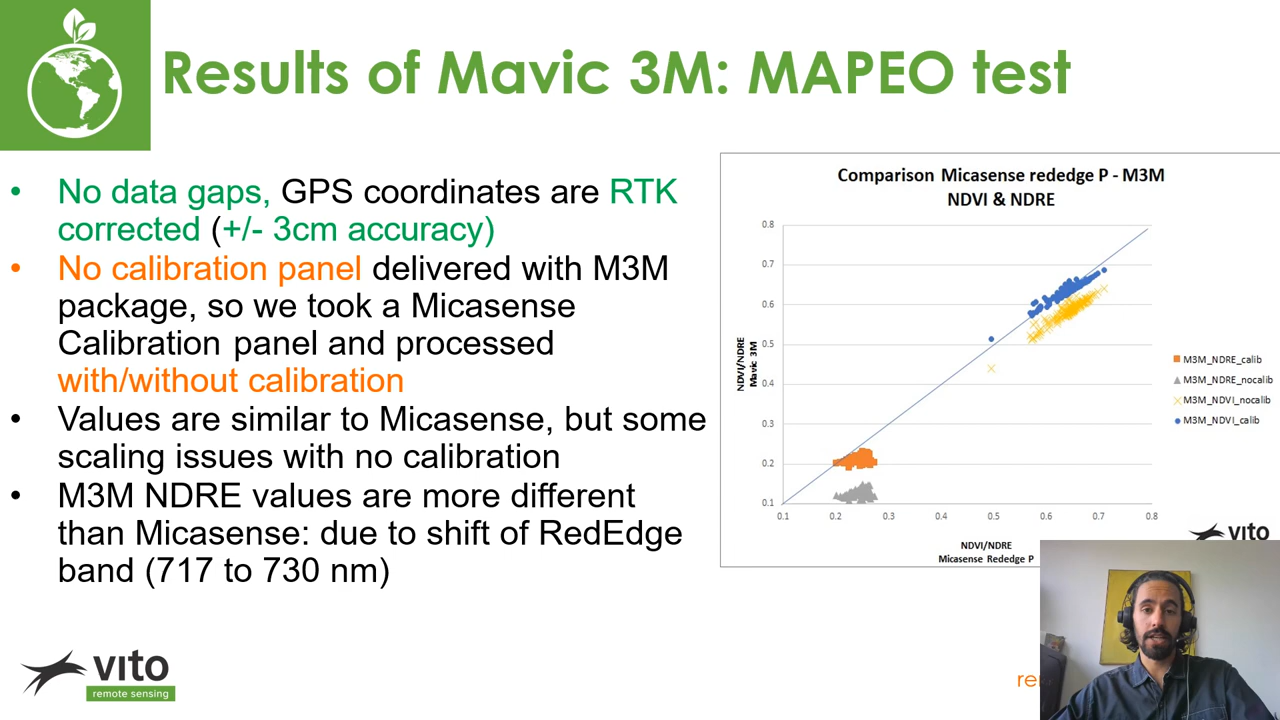 Results of Mavic 3M: MAPEO test
• No data gaps, GPS coordinates are RTK
corrected (+/- 3cm accuracy)
• No calibration panel delivered with M3M
package, so we took a Micasense
Calibration panel and processed
with/without calibration
• Values are similar to Micasense, but some
scaling issues with no calibration
• M3M NDRE values are more different
than Micasense: due to shift of RedEdge
band (717 to 730 nm)
Comparison Micasense rededge P - M3M
NDVI & NDRE
0.8
0.7
0.6
0.5
0.4
0.3
0.2
0.1
NDVI/NDRE
Mavic 3M
0.1 0.2 0.3 0.4 0.5 0.6 0.7 0.8
NDVI/NDRE
Micasense Rededge P
M3M_NDRE_calib
M3M_NDRE_nocalib
M3M_NDVI_nocalib
M3M_NDVI_calib
vito
vito
remote sensing